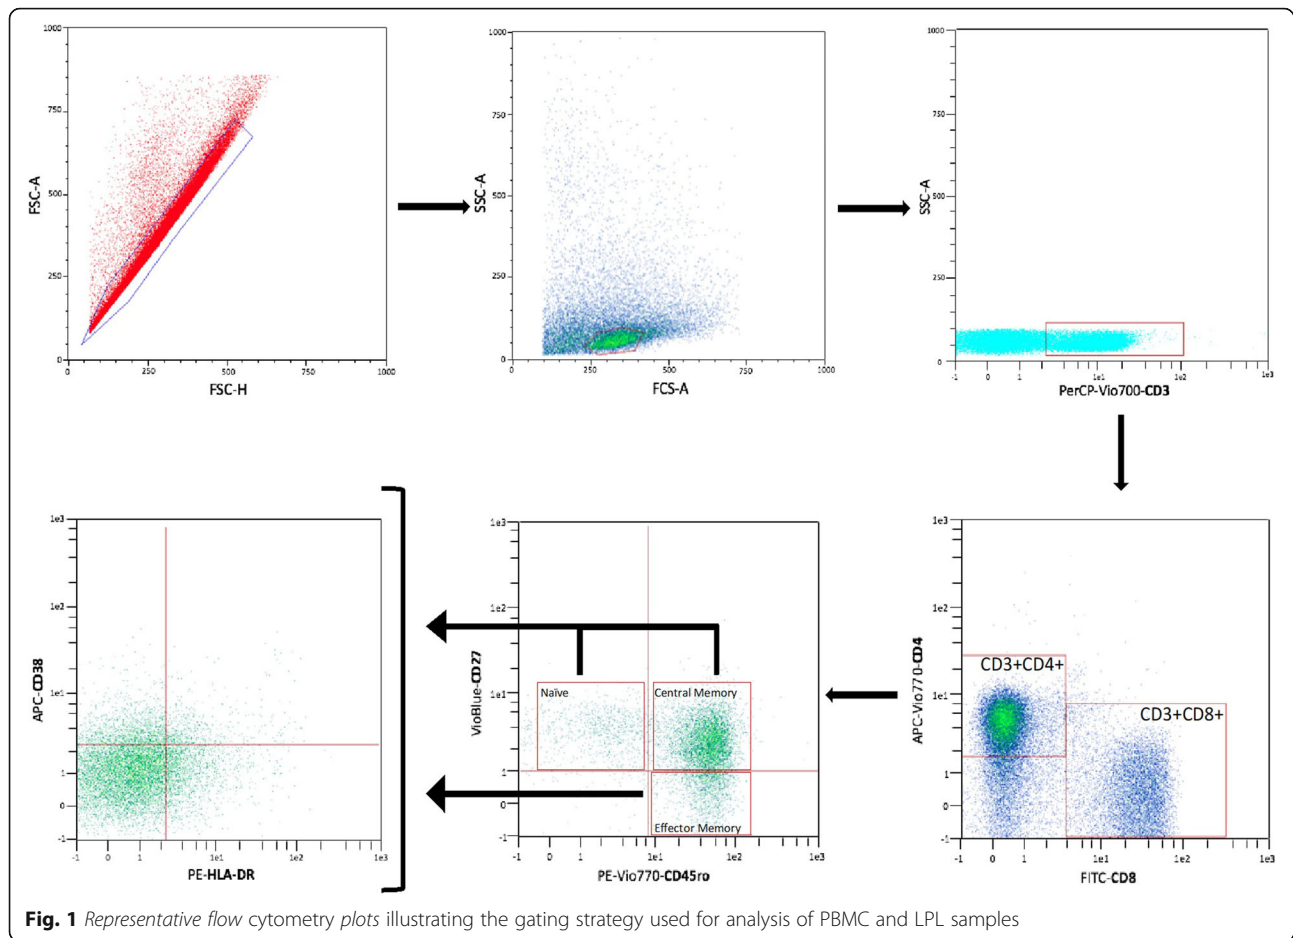 1000
750
500
250
0
FSC-A
0
250
500
750
1000
FSC-H
1000
750
500
250
0
SSC-A
0
250
500
750
1000
FCS-A
1000
750
500
250
0
SSC-A
-1
0
1
1e1
1e2
1e3
PerCP-Vio700-CD3
1e3
1e2
1e1
1
0
-1
APC-CD38
-1
0
1
1e1
1e2
1e3
PE-HLA-DR
1e3
1e2
1e1
1
0
-1
VioBlue-CD27
Naïve
Central Memory
Effector Memory
-1
0
1e1
1e2
1e3
PE-Vio770-CD45ro
1e3
1e2
1e1
1
0
-1
APC-Vio770-CD4
CD3+CD4+
CD3+CD8+
-1
0
1
1e1
1e2
1e3
FITC-CD8
Fig. 1 Representative flow cytometry plots illustrating the gating strategy used for analysis of PBMC and LPL samples